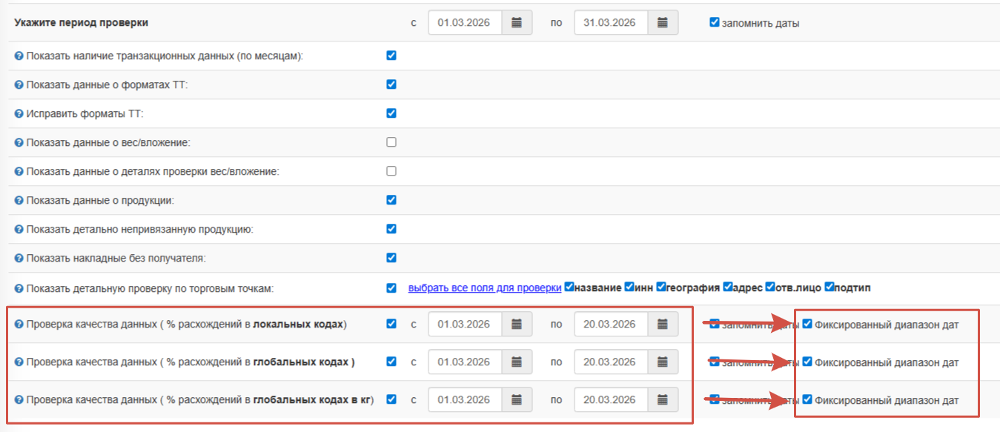 Укажите период проверки с 01.03.2026 по 31.03.2026 запомнить даты
Показать наличие транзакционных данных (по месяцам):
Показать данные о форматах ТТ:
Исправить форматы ТТ:
Показать данные о вес/вложение:
Показать данные о деталях проверки вес/вложение:
Показать данные о продукции:
Показать детально непривязанную продукцию:
Показать накладные без получателя:
Показать детальную проверку по торговым точкам: выбрать все поля для проверки название инн география адрес отв.лицо подтип
Проверка качества данных ( % расхождений в локальных кодах) с 01.03.2026 по 20.03.2026 запомнить даты Фиксированный диапазон дат
Проверка качества данных ( % расхождений в глобальных кодах ) с 01.03.2026 по 20.03.2026 запомнить даты Фиксированный диапазон дат
Проверка качества данных ( % расхождений в глобальных кодах в кг) с 01.03.2026 по 20.03.2026 запомнить даты Фиксированный диапазон дат